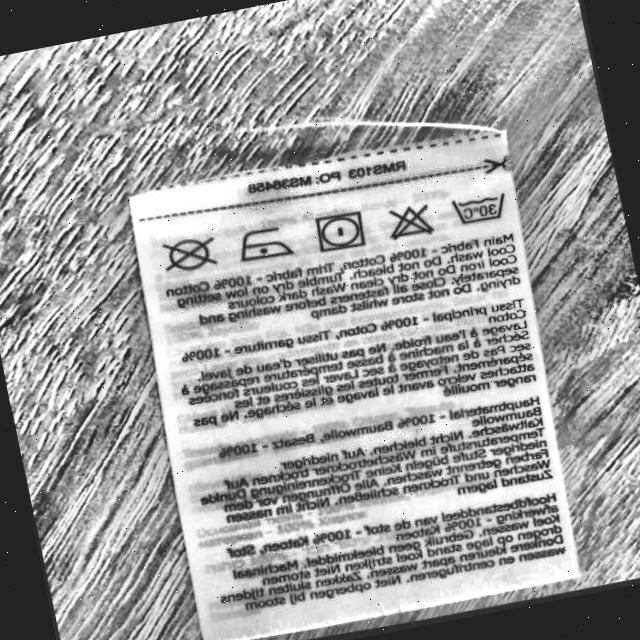 RMS103 PO: MS36458
30°C
Main Fabric - 100% Cotton, Trim fabric - 100% Cotton
Cool wash, Do not bleach, Tumble dry on low setting
Cool iron Do not dry clean Wash dark colours
separately, Close all fasteners before washing and
drying, Do not store whilst damp
Tissu principal - 100% Coton, Tissu garniture - 100%
Coton
Lavage à l'eau froide, Ne pas utiliser d'eau de Javel,
Sécher à la machine à basse température repassage à
sec Pas de nettoyage à sec Laver les couleurs foncées
séparément, Fermez toutes les glissières et les
attaches velcro avant le lavage et le séchage, Ne pas
ranger mouillé
Hauptmaterial - 100% Baumwolle, Besatz - 100%
Baumwolle
Kaltwäsche, Nicht bleichen, Auf niedriger
Temperaturstufe im Wäschetrockner trocknen Auf
niedriger Stufe bügeln Keine Trockenreinigung Dunkle
Farben getrennt waschen, Alle Öffnungen vor dem
Waschen und Trocknen schließen, Nicht im nassen
Zustand lagern
Hoofdbestanddeel van de stof - 100% Katoen, Stof
afwerking - 100% Katoen
Koel wassen, Gebruik geen bleekmiddel, Machinaal
drogen op lage stand Koel strijken Niet stomen
Donkere kleuren apart wassen, Zakken sluiten tijdens
wassen en centrifugeren, Niet opbergen bij stoom